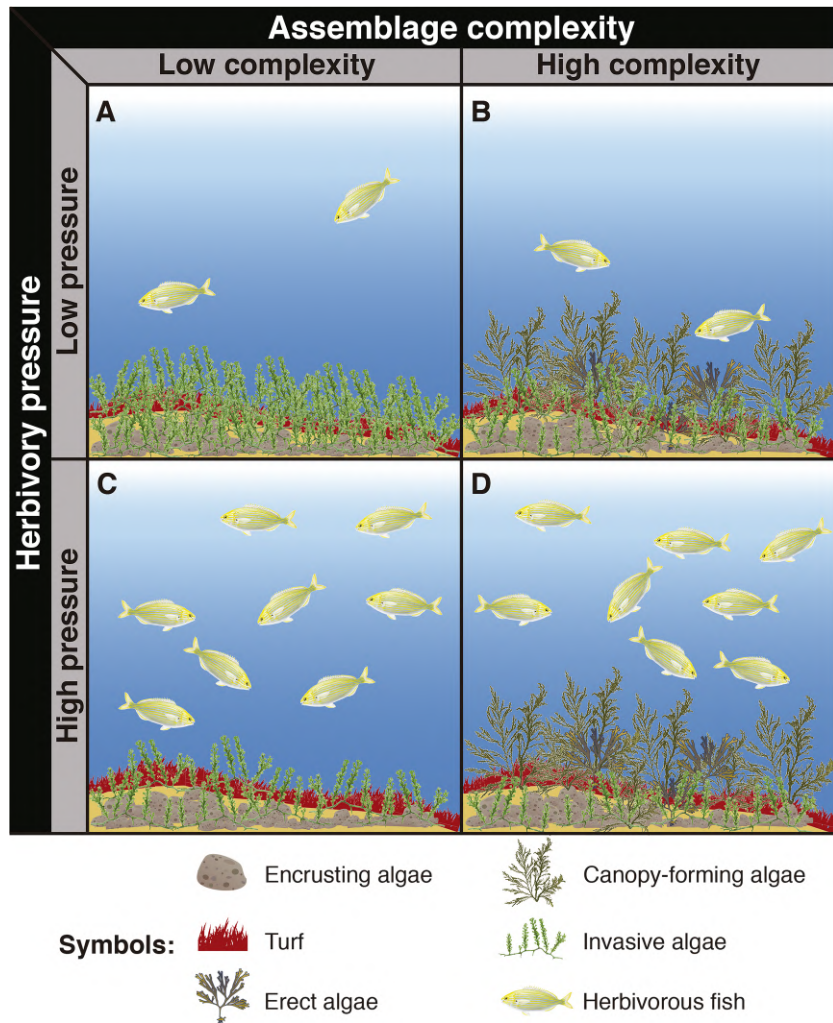 Assemblage complexity
Low complexity
High complexity
Herbivory pressure
Low pressure
High pressure
A
B
C
D
Symbols:
Encrusting algae
Turf
Erect algae
Canopy-forming algae
Invasive algae
Herbivorous fish